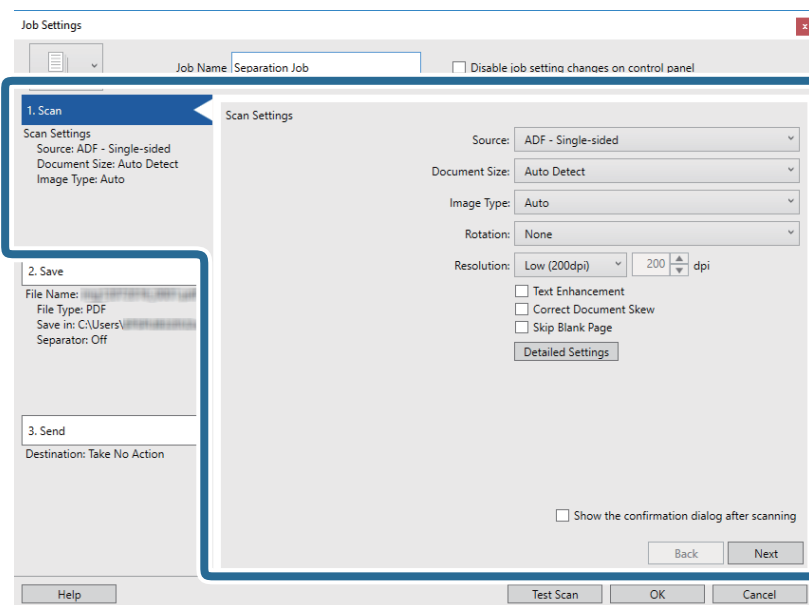 Job Settings
x
Job Name Separation Job Disable job setting changes on control panel
1. Scan
Scan Settings
Source: ADF - Single-sided
Document Size: Auto Detect
Image Type: Auto
2. Save
File Name:
File Type: PDF
Save in: C:\Users\
Separator: Off
3. Send
Destination: Take No Action
Scan Settings
Source: ADF - Single-sided
Document Size: Auto Detect
Image Type: Auto
Rotation: None
Resolution: Low (200dpi) 200 dpi
Text Enhancement
Correct Document Skew
Skip Blank Page
Detailed Settings
Show the confirmation dialog after scanning
Back Next
Help Test Scan OK Cancel